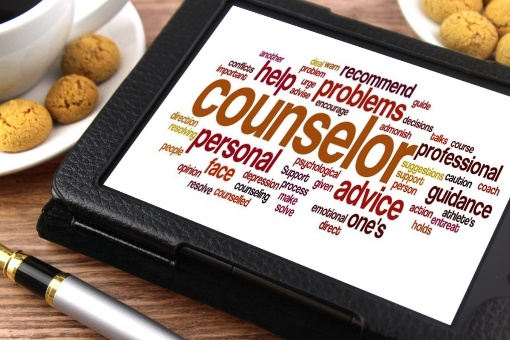 another
deal warn
conflicts
problem
recommend
important
help
urge
guide
advise
problems
encourage
decisions
counselor
admonish
talks
course
direction
resolving
personal
professional
people
psychological
suggestions
caution
coach
opinion
face
Support
support
guidance
resolve
depression
process
given
advice
person
counseling
counselled
make
solve
emotional
one's
action
athlete's
entreat
direct
holds